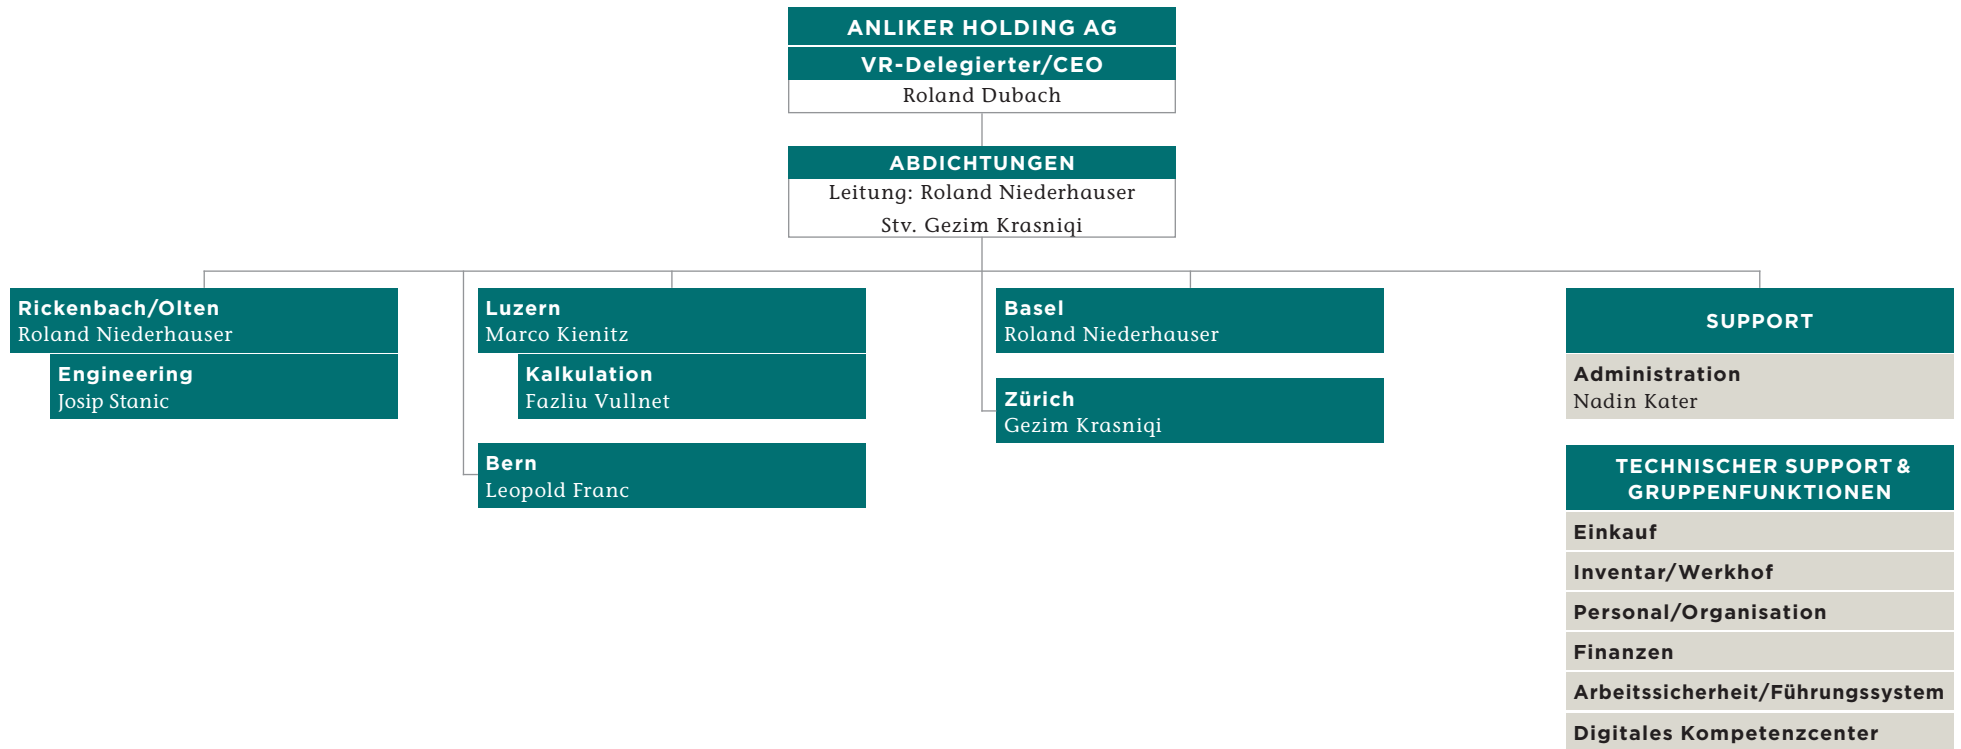 ANLIKER HOLDING AG
VR-Delegierter/CEO
Roland Dubach
ABDICHTUNGEN
Leitung: Roland Niederhauser
Stv. Gezim Krasniqi
Rickenbach/Olten
Roland Niederhauser
Engineering
Josip Stanic
Luzern
Marco Kienitz
Kalkulation
Fazliu Vullnet
Bern
Leopold Franc
Basel
Roland Niederhauser
Zürich
Gezim Krasniqi
SUPPORT
Administration
Nadin Kater
TECHNISCHER SUPPORT &
GRUPPENFUNKTIONEN
Einkauf
Inventar/Werkhof
Personal/Organisation
Finanzen
Arbeitssicherheit/Führungssystem
Digitales Kompetenzcenter